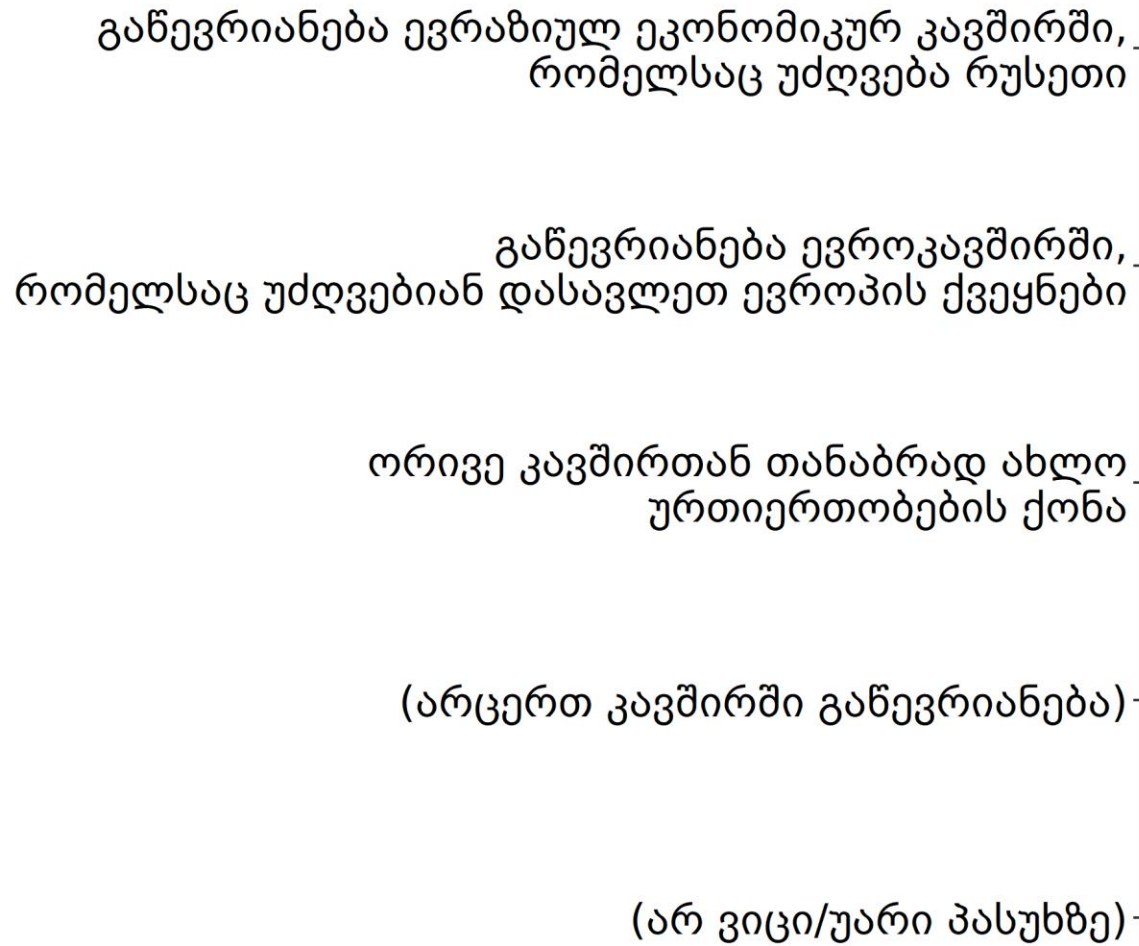 გაწევრიანება ევრაზიულ ეკონომიკურ კავშირში,
რომელსაც უძღვება რუსეთი
გაწევრიანება ევროკავშირში,
რომელსაც უძღვებიან დასავლეთ ევროპის ქვეყნები
ორივე კავშირთან თანაბრად ახლო
ურთიერთობების ქონა
(არცერთ კავშირში გაწევრიანება)
(არ ვიცი/უარი პასუხზე)